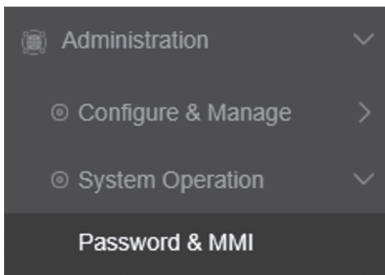 Administration
Configure & Manage
System Operation
Password & MMI